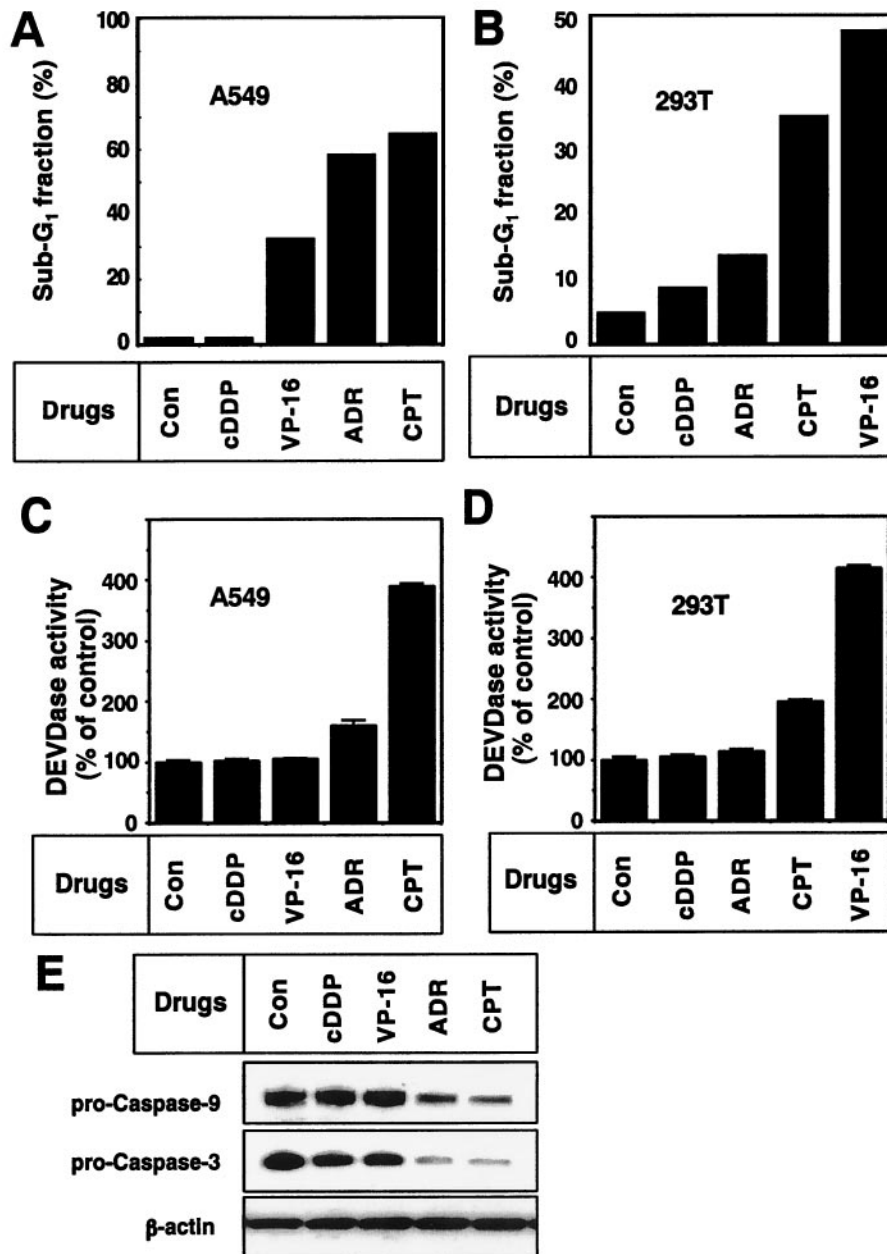 A
Sub-G1 fraction (%)
100
80
60
40
20
0
A549
Drugs
Con
cDDP
VP-16
ADR
CPT
B
Sub-G1 fraction (%)
50
40
30
20
10
0
293T
Drugs
Con
cDDP
ADR
CPT
VP-16
C
DEVDase activity
(% of control)
400
300
200
100
0
A549
Drugs
Con
cDDP
VP-16
ADR
CPT
D
DEVDase activity
(% of control)
400
300
200
100
0
293T
Drugs
Con
cDDP
ADR
CPT
VP-16
E
Drugs
Con
cDDP
VP-16
ADR
CPT
pro-Caspase-9
pro-Caspase-3
β-actin